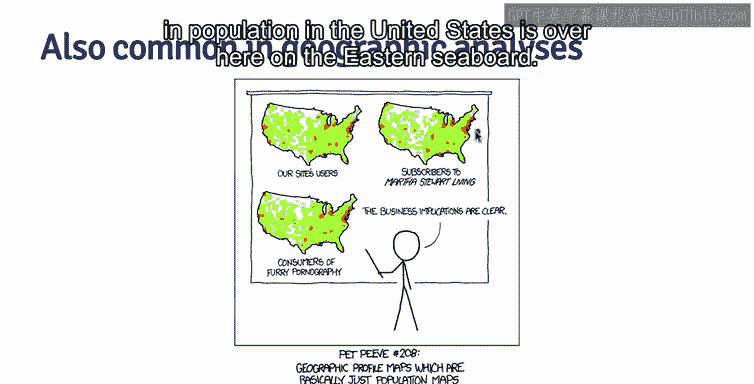 in population in the United States is over
here on the Eastern seaboard.
Also common in geographic analyses
OUR SITE'S USERS
SUBSCRIBERS TO
MARTHA STEWART LIVING
CONSUMERS OF
FURRY PORNOGRAPHY
THE BUSINESS IMPLICATIONS ARE CLEAR.
PET PEEVE #208:
GEOGRAPHIC PROFILE MAPS WHICH ARE
BASICALLY JUST POPULATION MAPS